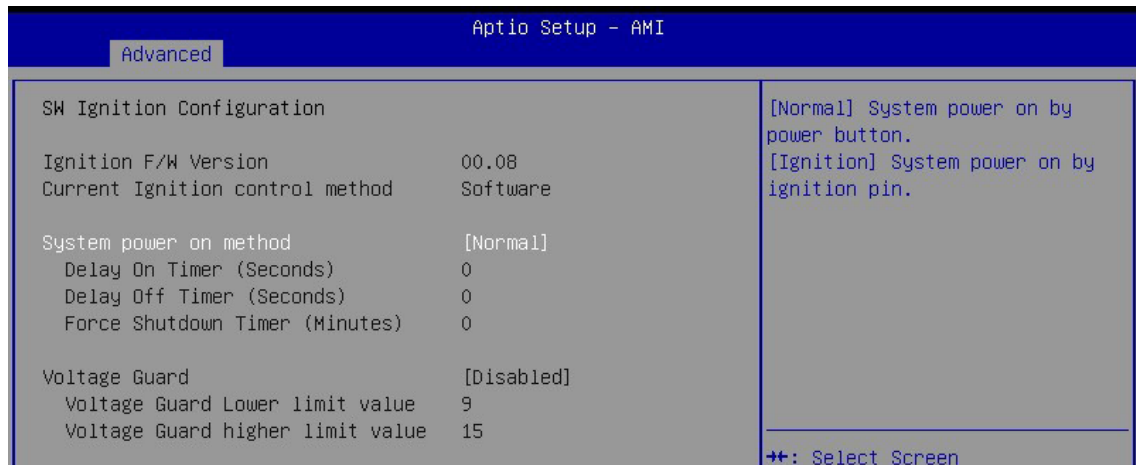 Aptio Setup – AMI
Advanced
SW Ignition Configuration
Ignition F/W Version 00.08
Current Ignition control method Software
System power on method [Normal]
Delay On Timer (Seconds) 0
Delay Off Timer (Seconds) 0
Force Shutdown Timer (Minutes) 0
Voltage Guard [Disabled]
Voltage Guard Lower limit value 9
Voltage Guard higher limit value 15
[Normal] System power on by
power button.
[Ignition] System power on by
ignition pin.
→←: Select Screen